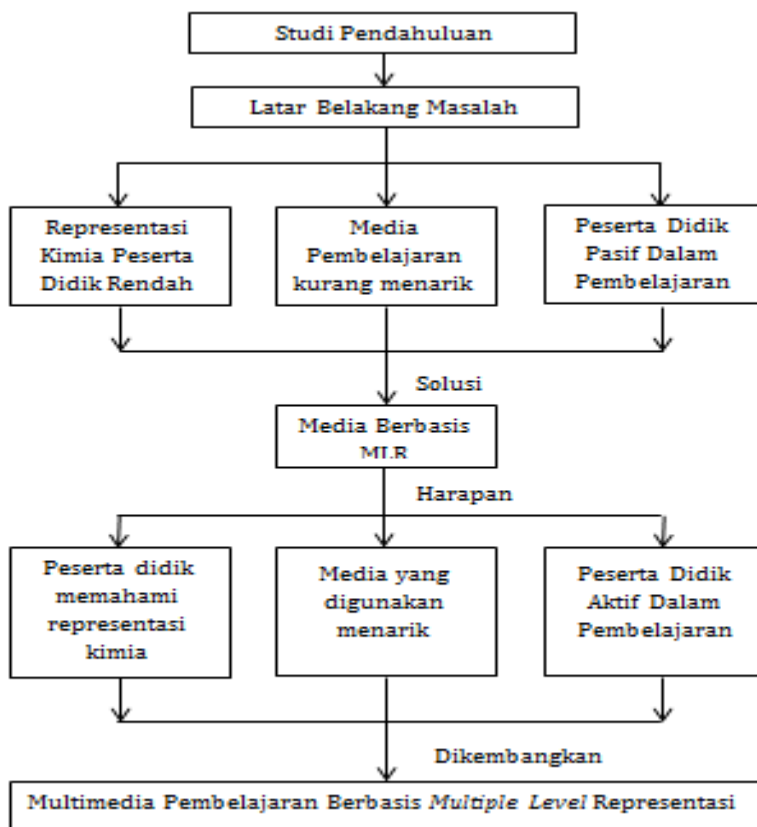 Studi Pendahuluan
Latar Belakang Masalah
Representasi
Kimia Peserta
Didik Rendah
Media
Pembelajaran
kurang menarik
Peserta Didik
Pasif Dalam
Pembelajaran
Solusi
Media Berbasis
MLR
Harapan
Peserta didik
memahami
representasi
kimia
Media yang
digunakan
menarik
Peserta Didik
Aktif Dalam
Pembelajaran
Dikembangkan
Multimedia Pembelajaran Berbasis Multiple Level Representasi